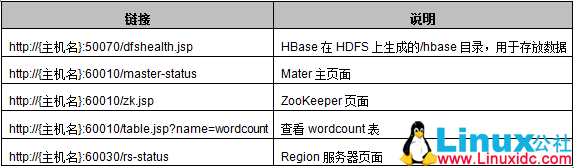 链接 说明
http://{主机名}:50070/dfshealth.jsp HBase 在 HDFS 上生成的/hbase 目录，用于存放数据
http://{主机名}:60010/master-status Mater 主页面
http://{主机名}:60010/zk.jsp ZooKeeper 页面
http://{主机名}:60010/table.jsp?name=wordcount 查看 wordcount 表
http://{主机名}:60030/rs-status Region 服务器页面
Linux公社
www.Linuxidc.com